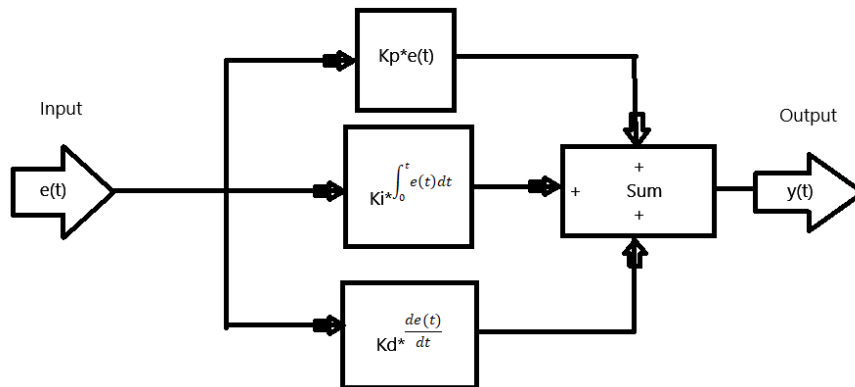 Kp*e(t)
Input
Output
e(t)
Ki*∫₀ᵗ e(t)dt
+
+ Sum
+
y(t)
Kd* de(t)/dt